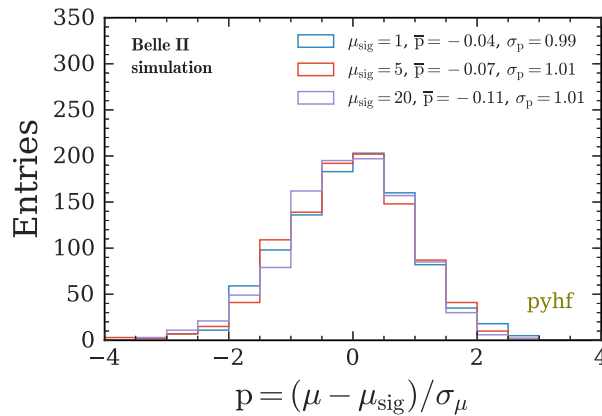 350
300
250
200
150
100
50
0
Entries
Belle II
simulation
μsig = 1, p̅ = − 0.04, σp = 0.99
μsig = 5, p̅ = − 0.07, σp = 1.01
μsig = 20, p̅ = − 0.11, σp = 1.01
pyhf
−4 −2 0 2 4
p = (μ − μsig)/σμ